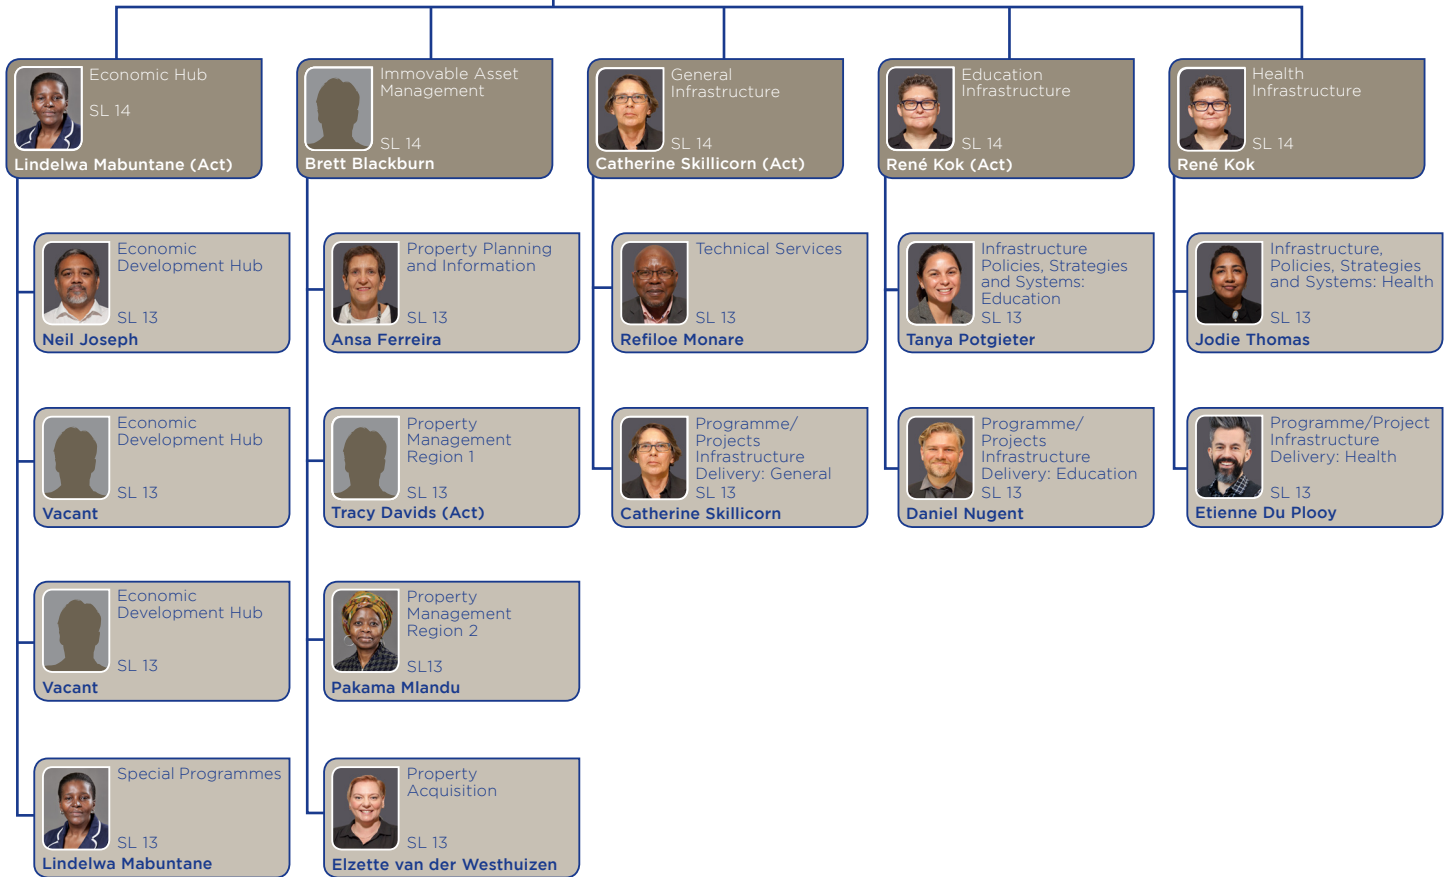 Economic Hub
SL 14
Lindelwa Mabuntane (Act)
Immovable Asset
Management
SL 14
Brett Blackburn
General
Infrastructure
SL 14
Catherine Skillicorn (Act)
Education
Infrastructure
SL 14
René Kok (Act)
Health
Infrastructure
SL 14
René Kok
Economic
Development Hub
SL 13
Neil Joseph
Property Planning
and Information
SL 13
Ansa Ferreira
Technical Services
SL 13
Refiloe Monare
Infrastructure
Policies, Strategies
and Systems:
Education
SL 13
Tanya Potgieter
Infrastructure,
Policies, Strategies
and Systems: Health
SL 13
Jodie Thomas
Economic
Development Hub
SL 13
Vacant
Property
Management
Region 1
SL 13
Tracy Davids (Act)
Programme/
Projects
Infrastructure
Delivery: General
SL 13
Catherine Skillicorn
Programme/
Projects
Infrastructure
Delivery: Education
SL 13
Daniel Nugent
Programme/Project
Infrastructure
Delivery: Health
SL 13
Etienne Du Plooy
Economic
Development Hub
SL 13
Vacant
Property
Management
Region 2
SL13
Pakama Mlandu
Special Programmes
SL 13
Lindelwa Mabuntane
Property
Acquisition
SL 13
Elzette van der Westhuizen